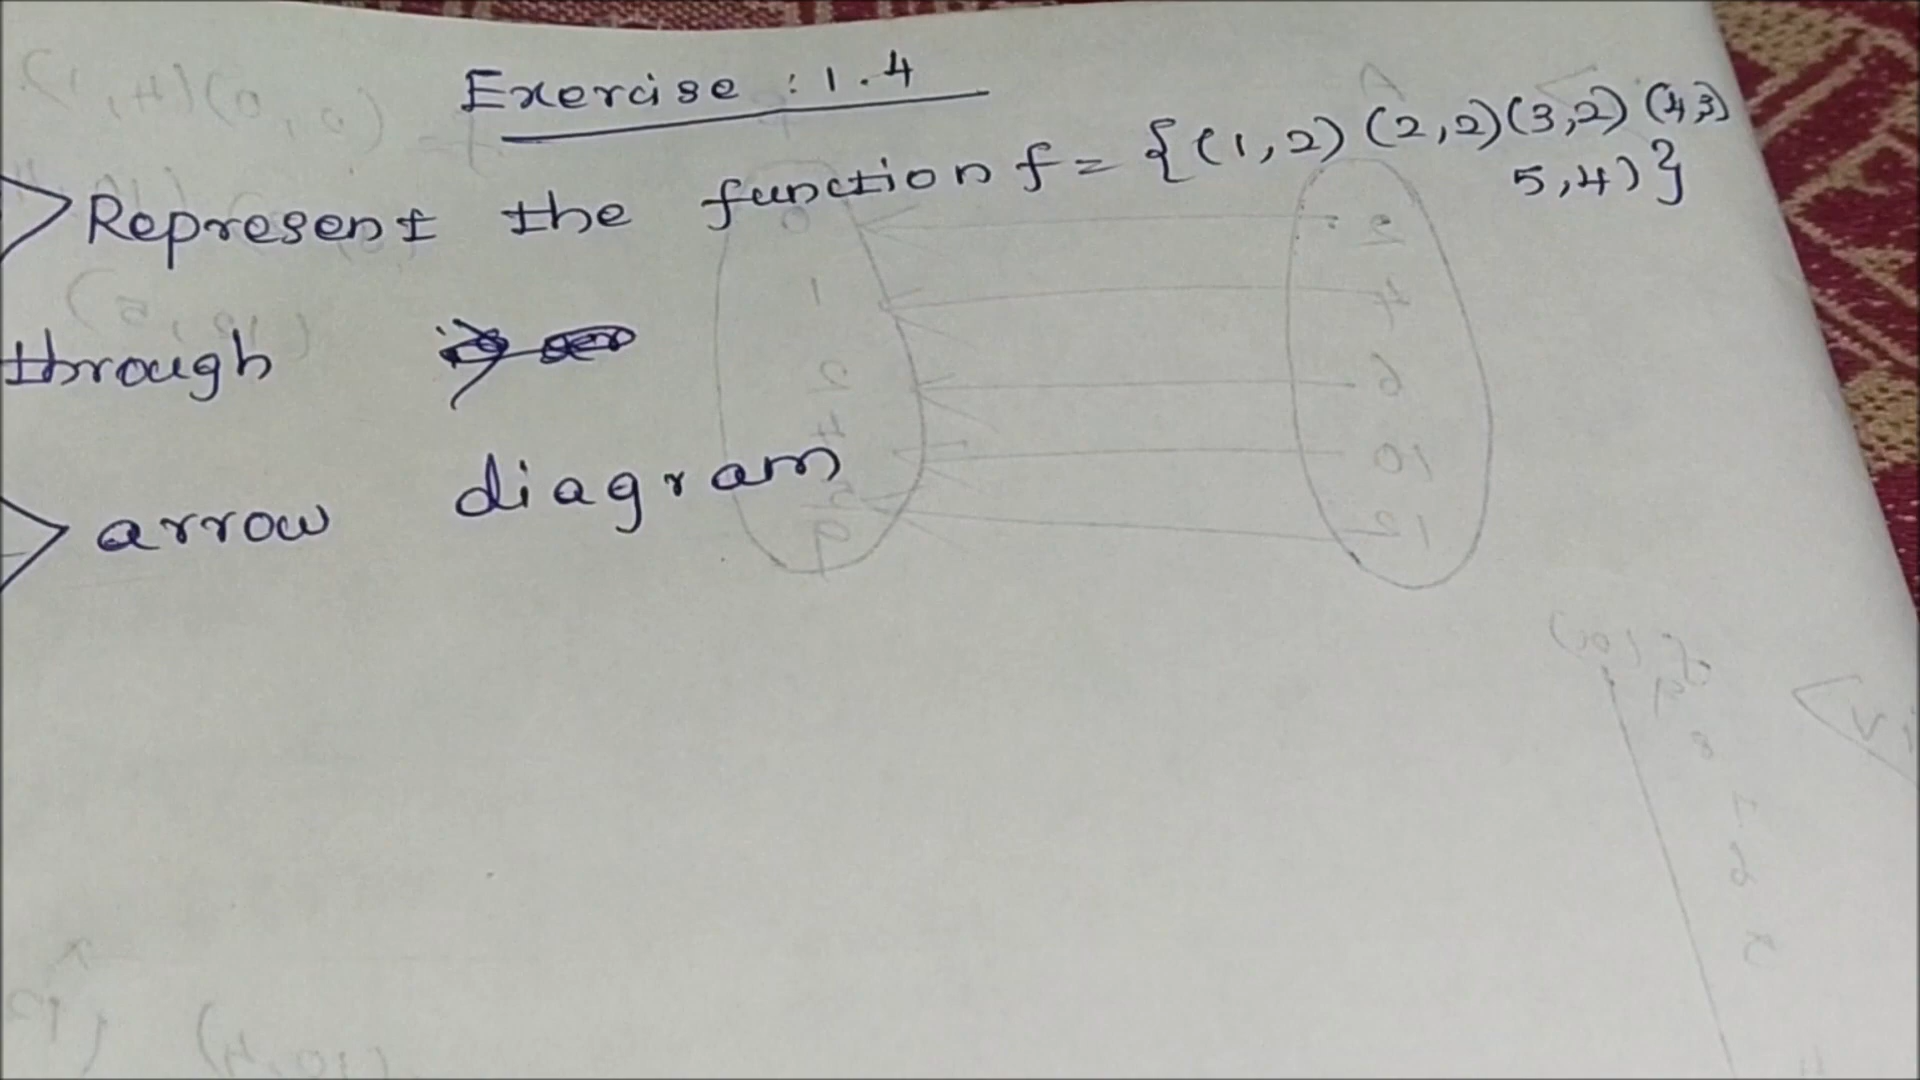 Exercise : 1.4
Represent the function f = {(1,2) (2,2) (3,2) (4,3)
5,4)}
through
arrow diagram